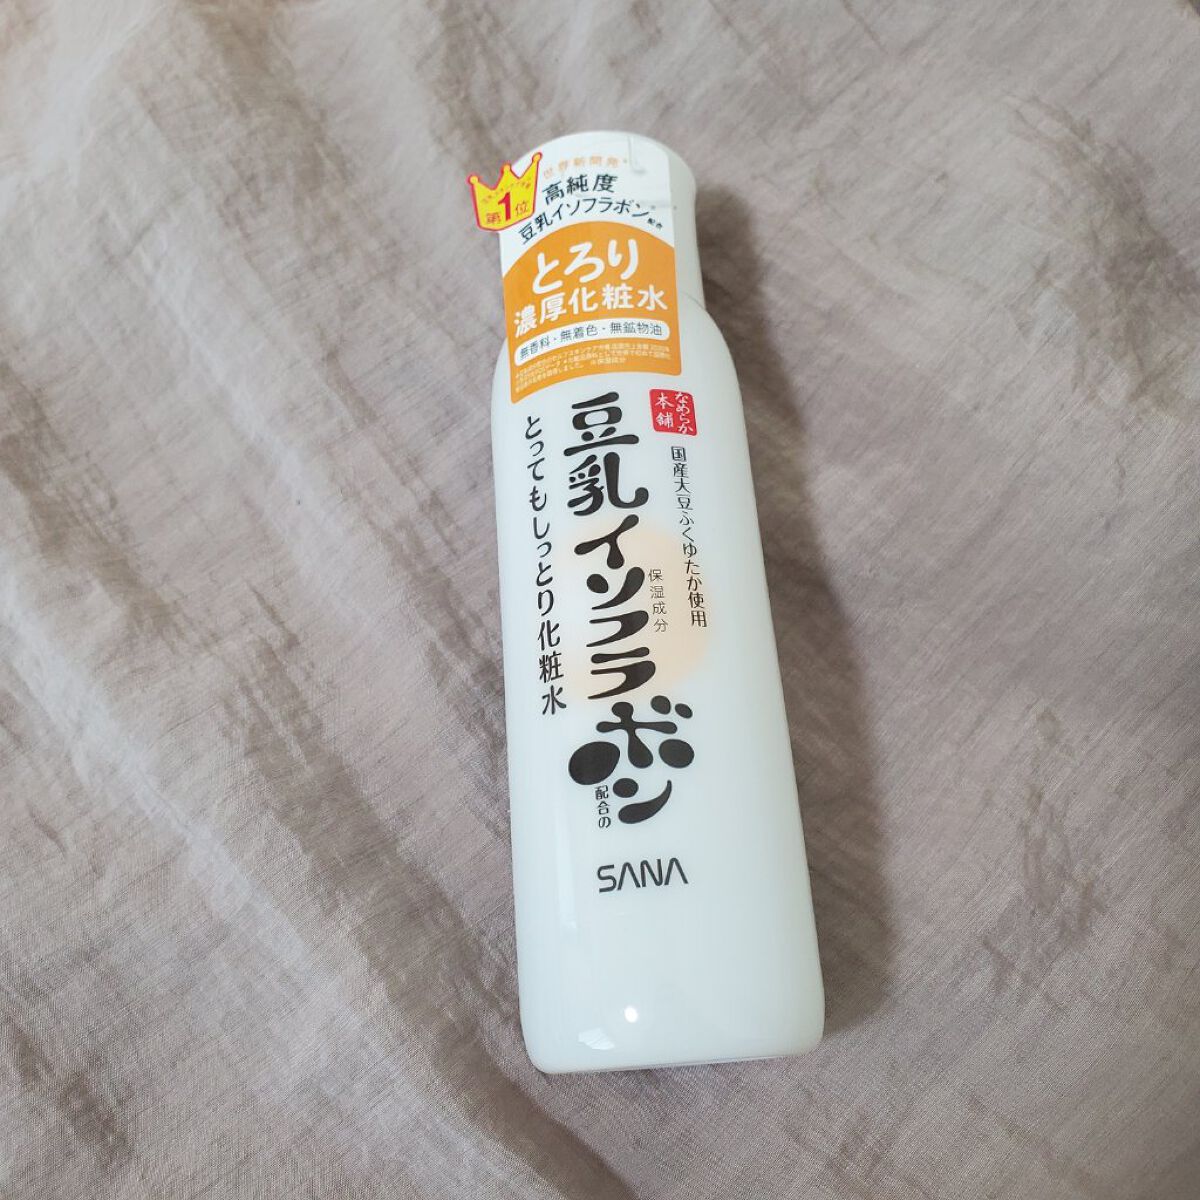 世界新開発
高純度
豆乳イソフラボン配合
第1位
とろり
濃厚化粧水
無香料・無着色・無鉱物油
なめらか
本舗
国産大豆ふくゆたか使用
保湿成分
豆乳イソフラボン
配合の
とってもしっとり化粧水
SANA